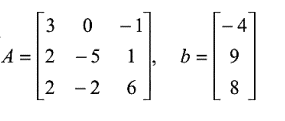 A = [3 0 −1; 2 −5 1; 2 −2 6], b = [−4; 9; 8]